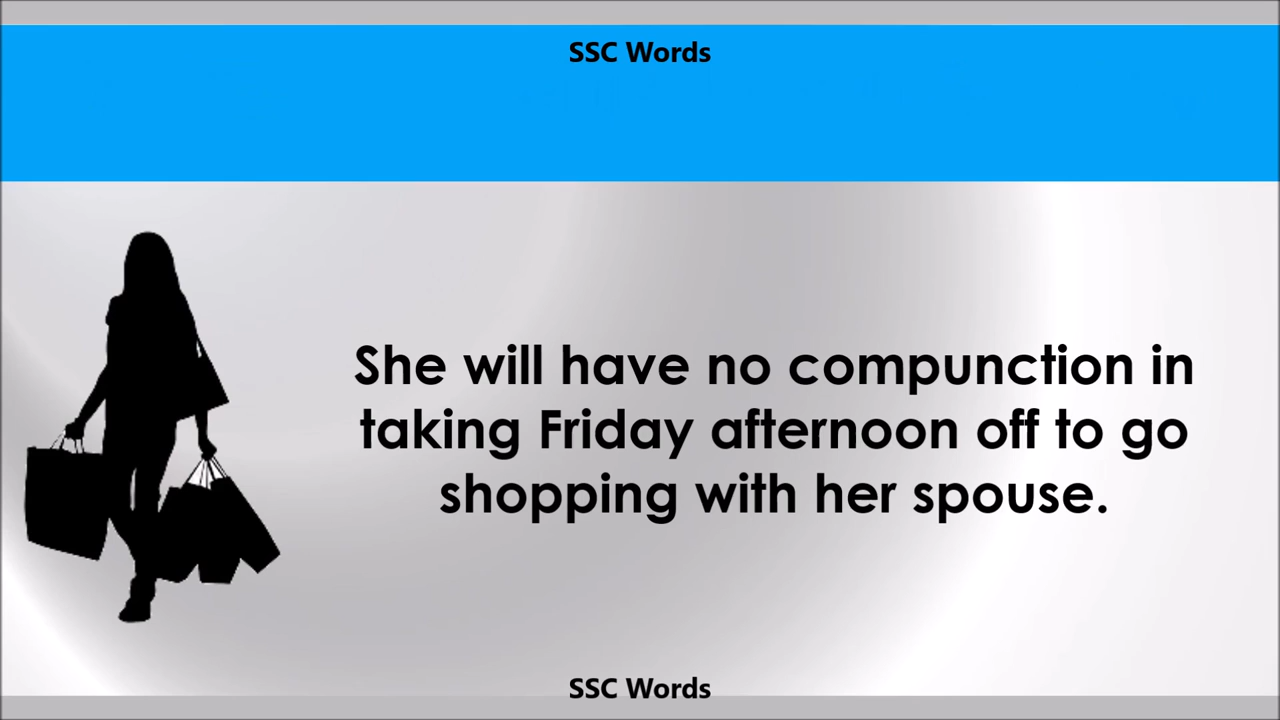 SSC Words
She will have no compunction in
taking Friday afternoon off to go
shopping with her spouse.
SSC Words